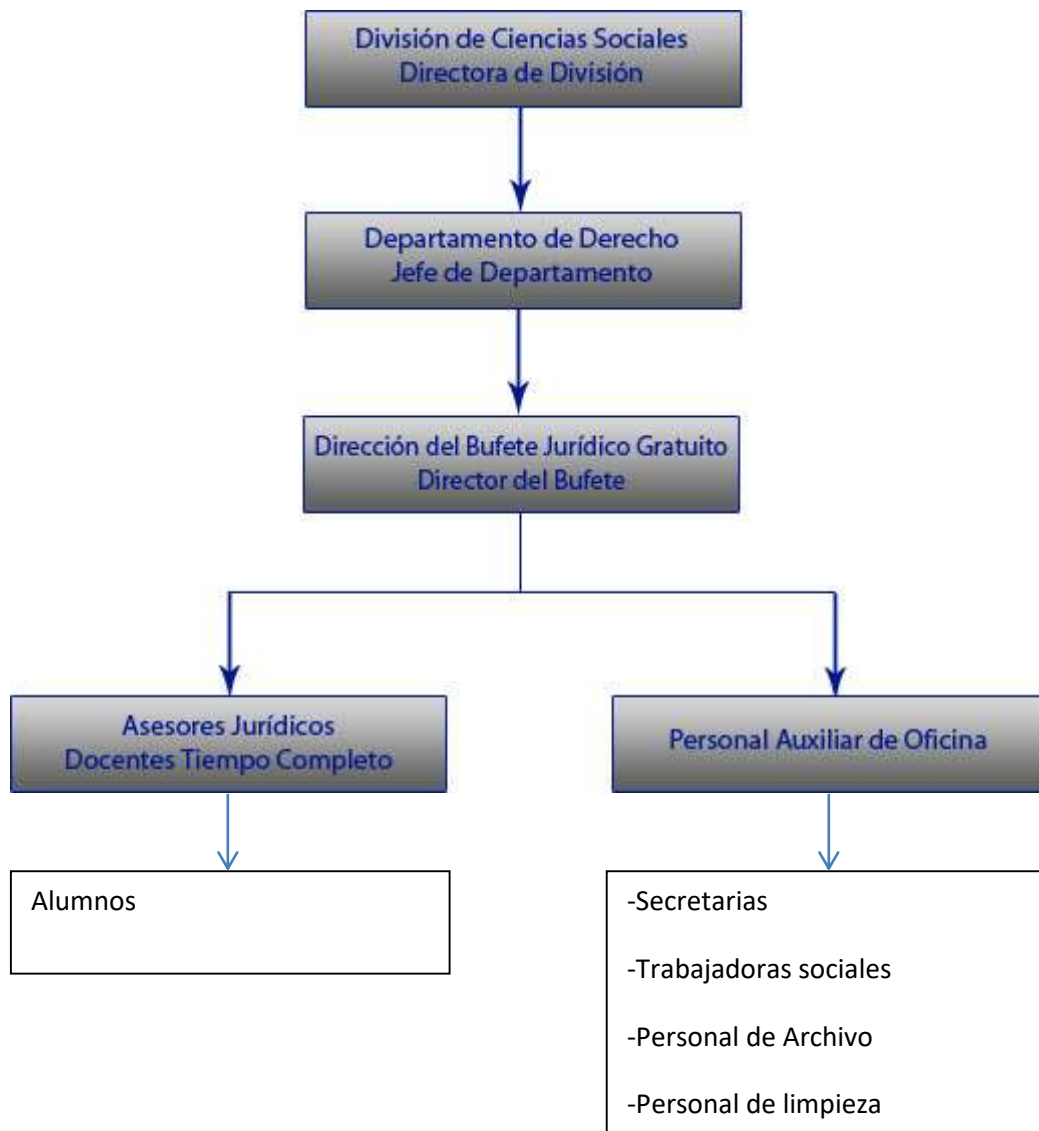 División de Ciencias Sociales
Directora de División
Departamento de Derecho
Jefe de Departamento
Dirección del Bufete Jurídico Gratuito
Director del Bufete
Asesores Jurídicos
Docentes Tiempo Completo
Personal Auxiliar de Oficina
Alumnos
-Secretarias
-Trabajadoras sociales
-Personal de Archivo
-Personal de limpieza